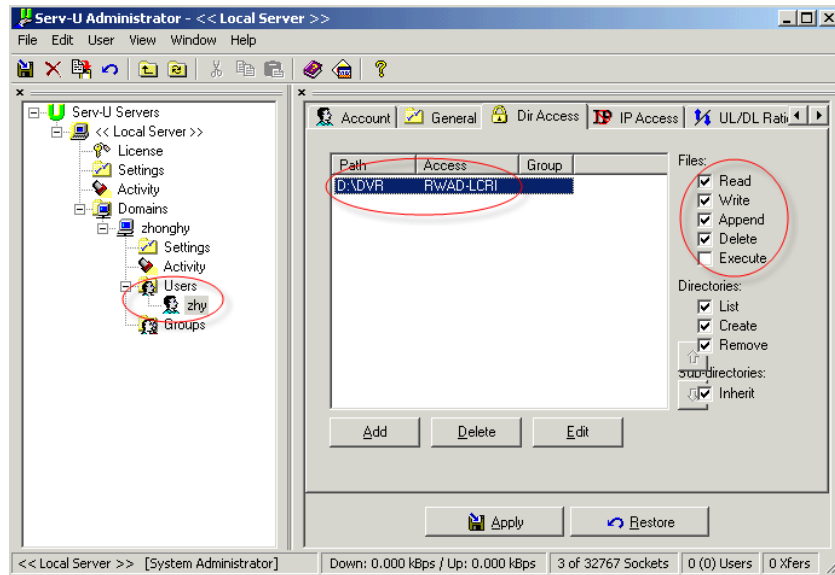 Serv-U Administrator - << Local Server >>
File Edit User View Window Help
Serv-U Servers
<< Local Server >>
License
Settings
Activity
Domains
zhonghy
Settings
Activity
Users
zhy
Groups
Account General Dir Access IP Access UL/DL Rati
Path Access Group
D:\DVR RWAD-LCRI
Files:
Read
Write
Append
Delete
Execute
Directories:
List
Create
Remove
Sub-directories:
Inherit
Add Delete Edit
Apply Restore
<< Local Server >> [System Administrator] Down: 0.000 kBps / Up: 0.000 kBps 3 of 32767 Sockets 0 (0) Users 0 Xfers